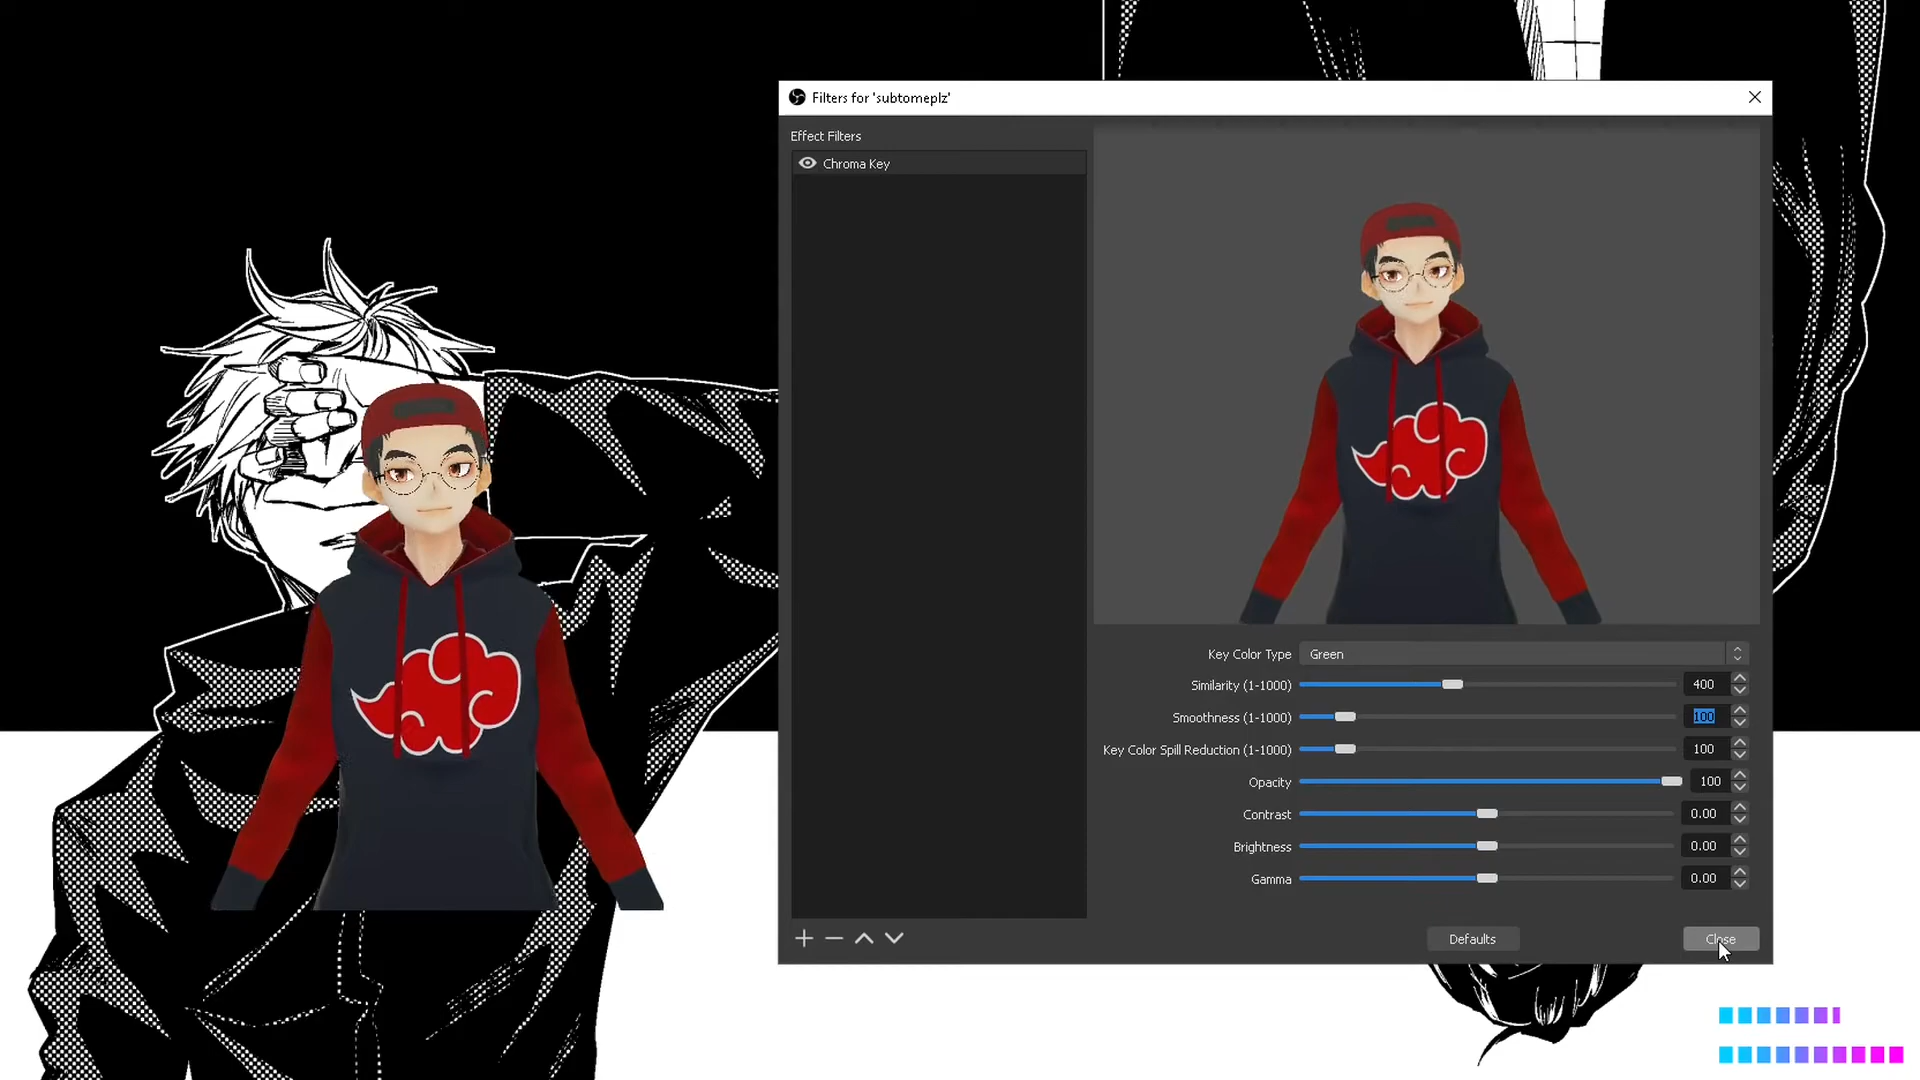 Filters for 'subtomeplz'
Effect Filters
Chroma Key
Key Color Type Green
Similarity (1-1000) 400
Smoothness (1-1000) 100
Key Color Spill Reduction (1-1000) 100
Opacity 100
Contrast 0.00
Brightness 0.00
Gamma 0.00
Defaults Close